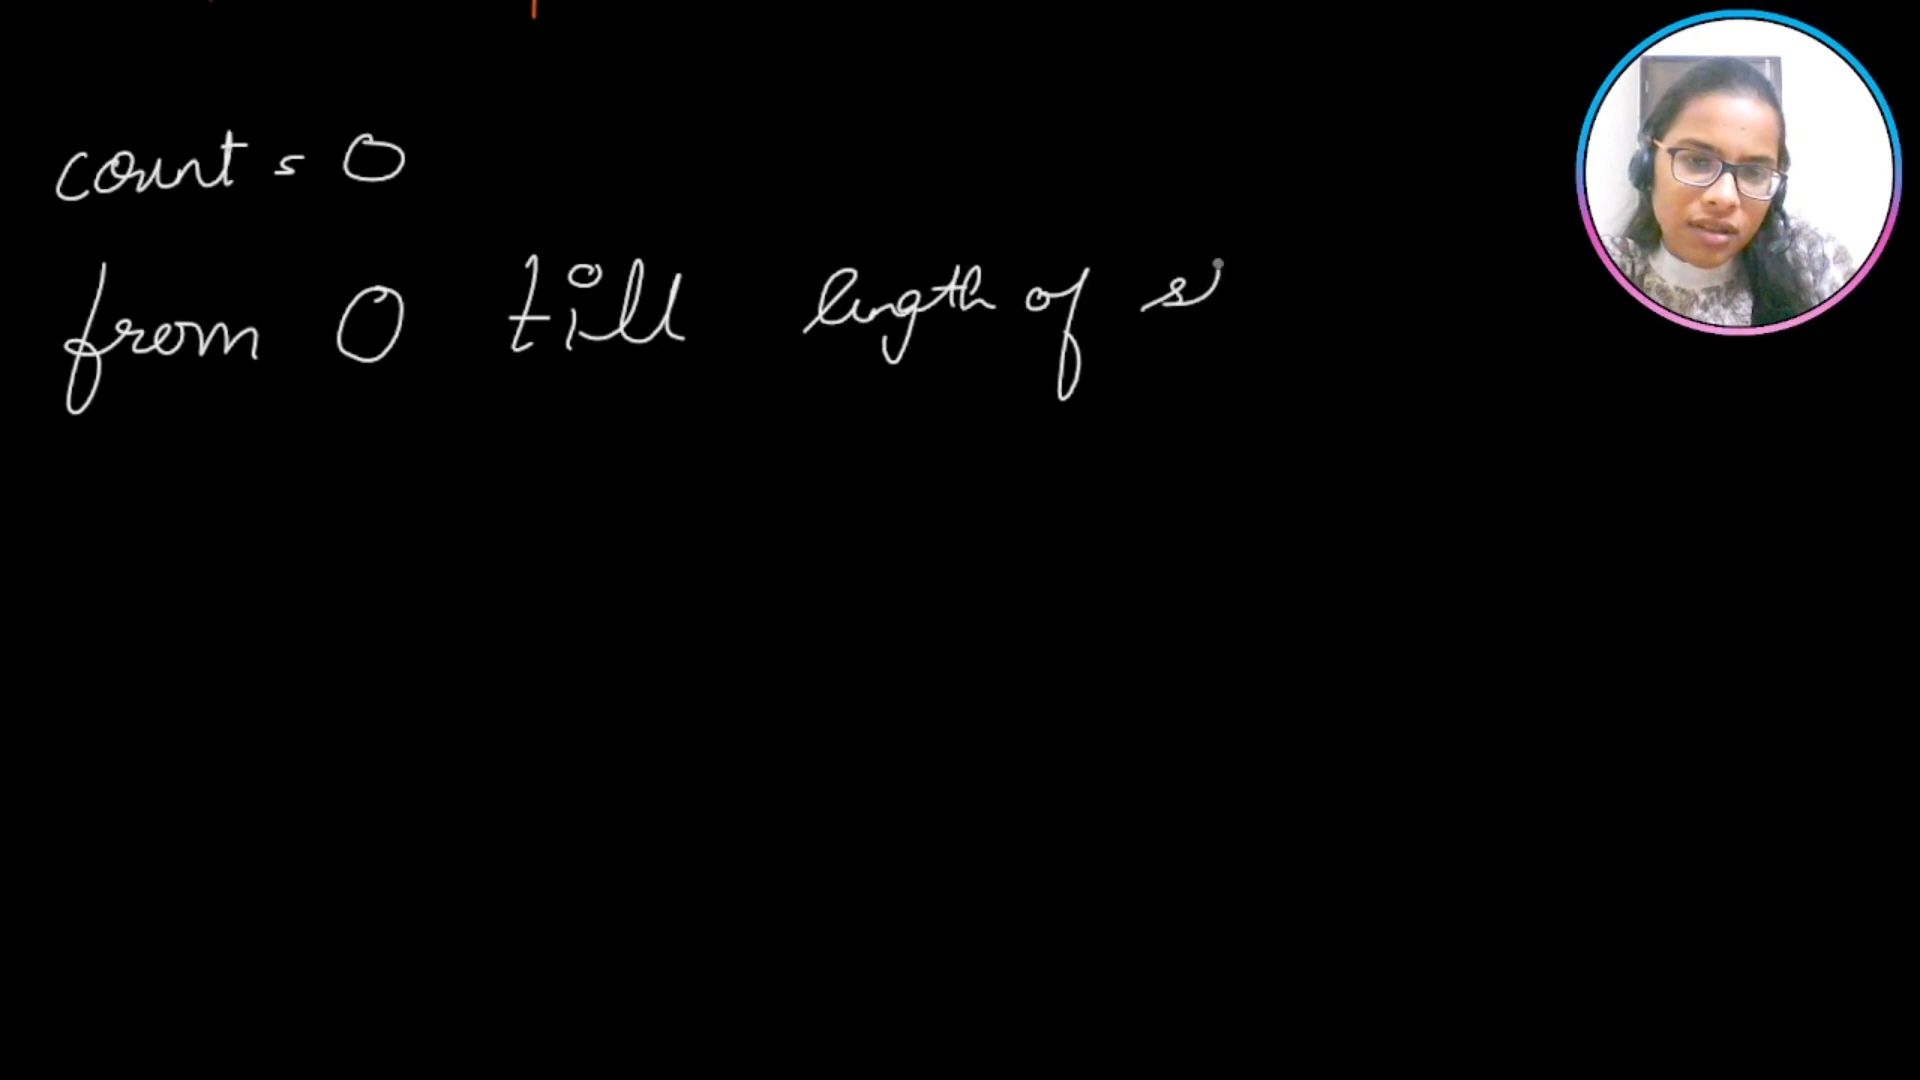 count = 0
from 0 till length of s